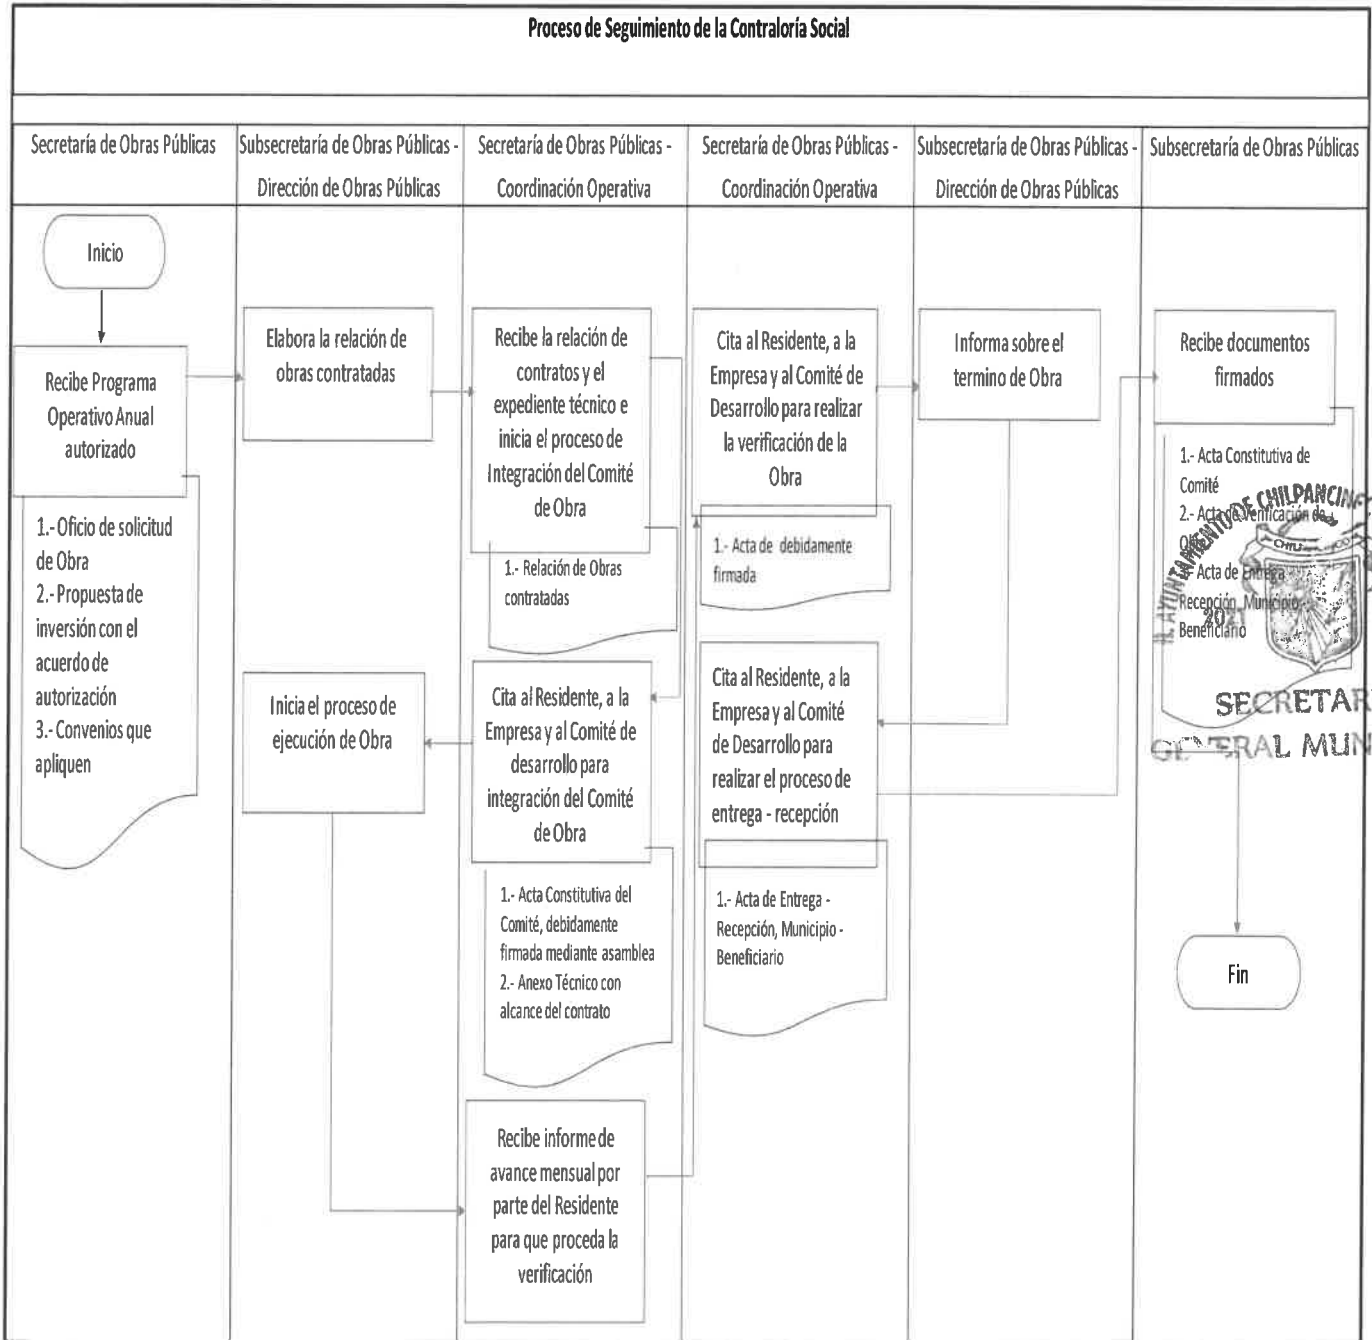 Proceso de Seguimiento de la Contraloría Social
Secretaría de Obras Públicas
Subsecretaría de Obras Públicas -
Dirección de Obras Públicas
Secretaría de Obras Públicas -
Coordinación Operativa
Secretaría de Obras Públicas -
Coordinación Operativa
Subsecretaría de Obras Públicas -
Dirección de Obras Públicas
Subsecretaría de Obras Públicas
Inicio
Recibe Programa
Operativo Anual
autorizado
1.- Oficio de solicitud
de Obra
2.- Propuesta de
inversión con el
acuerdo de
autorización
3.- Convenios que
apliquen
Elabora la relación de
obras contratadas
Recibe la relación de
contratos y el
expediente técnico e
inicia el proceso de
Integración del Comité
de Obra
1.- Relación de Obras
contratadas
Cita al Residente, a la
Empresa y al Comité de
desarrollo para
integración del Comité
de Obra
1.- Acta Constitutiva del
Comité, debidamente
firmada mediante asamblea
2.- Anexo Técnico con
alcance del contrato
Inicia el proceso de
ejecución de Obra
Recibe informe de
avance mensual por
parte del Residente
para que proceda la
verificación
Cita al Residente, a la
Empresa y al Comité de
Desarrollo para realizar
la verificación de la
Obra
1.- Acta de debidamente
firmada
Informa sobre el
termino de Obra
Cita al Residente, a la
Empresa y al Comité
de Desarrollo para
realizar el proceso de
entrega - recepción
1.- Acta de Entrega -
Recepción, Municipio -
Beneficiario
Recibe documentos
firmados
1.- Acta Constitutiva de
Comité
2.- Acta de Verificación de
Acta de Entrega
Recepción, Municipio -
Beneficiario
H. AYUNTAMIENTO DE CHILPANCING
2021
SECRETAR
GENERAL MUN
Fin